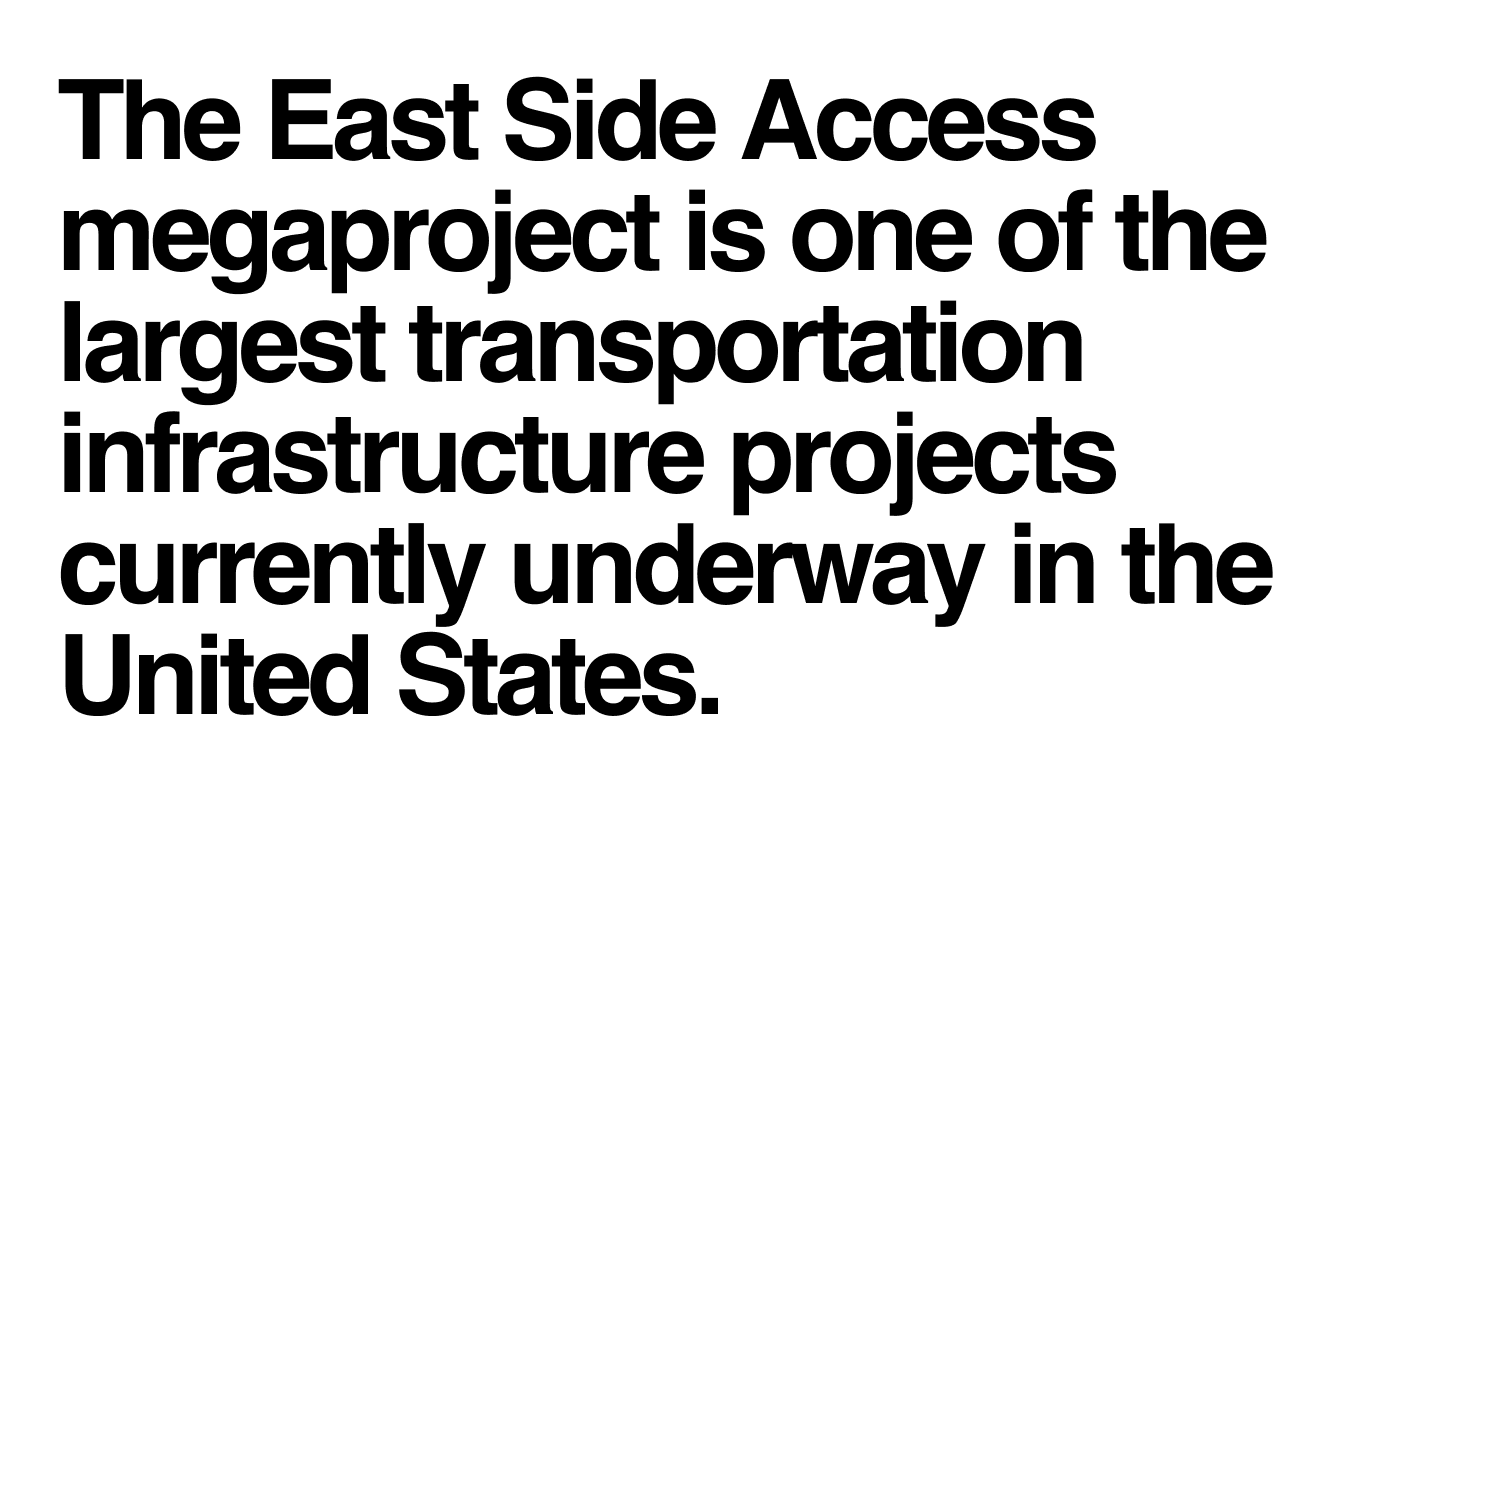 The East Side Access
megaproject is one of the
largest transportation
infrastructure projects
currently underway in the
United States.